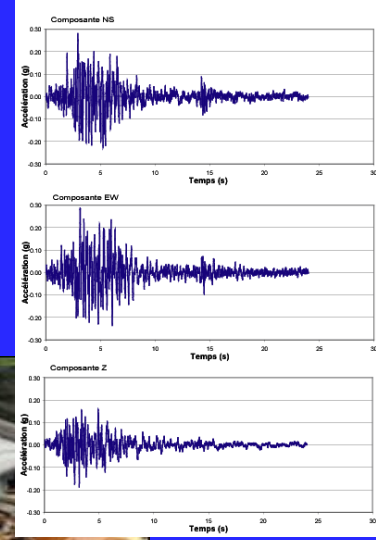 Composante NS
0.30
0.20
0.10
0.00
-0.10
-0.20
-0.30
Accélération (g)
0 5 10 15 20 25 30
Temps (s)
Composante EW
0.30
0.20
0.10
0.00
-0.10
-0.20
-0.30
Accélération (g)
0 5 10 15 20 25 30
Temps (s)
Composante Z
0.30
0.20
0.10
0.00
-0.10
-0.20
-0.30
Accélération (g)
0 5 10 15 20 25 30
Temps (s)